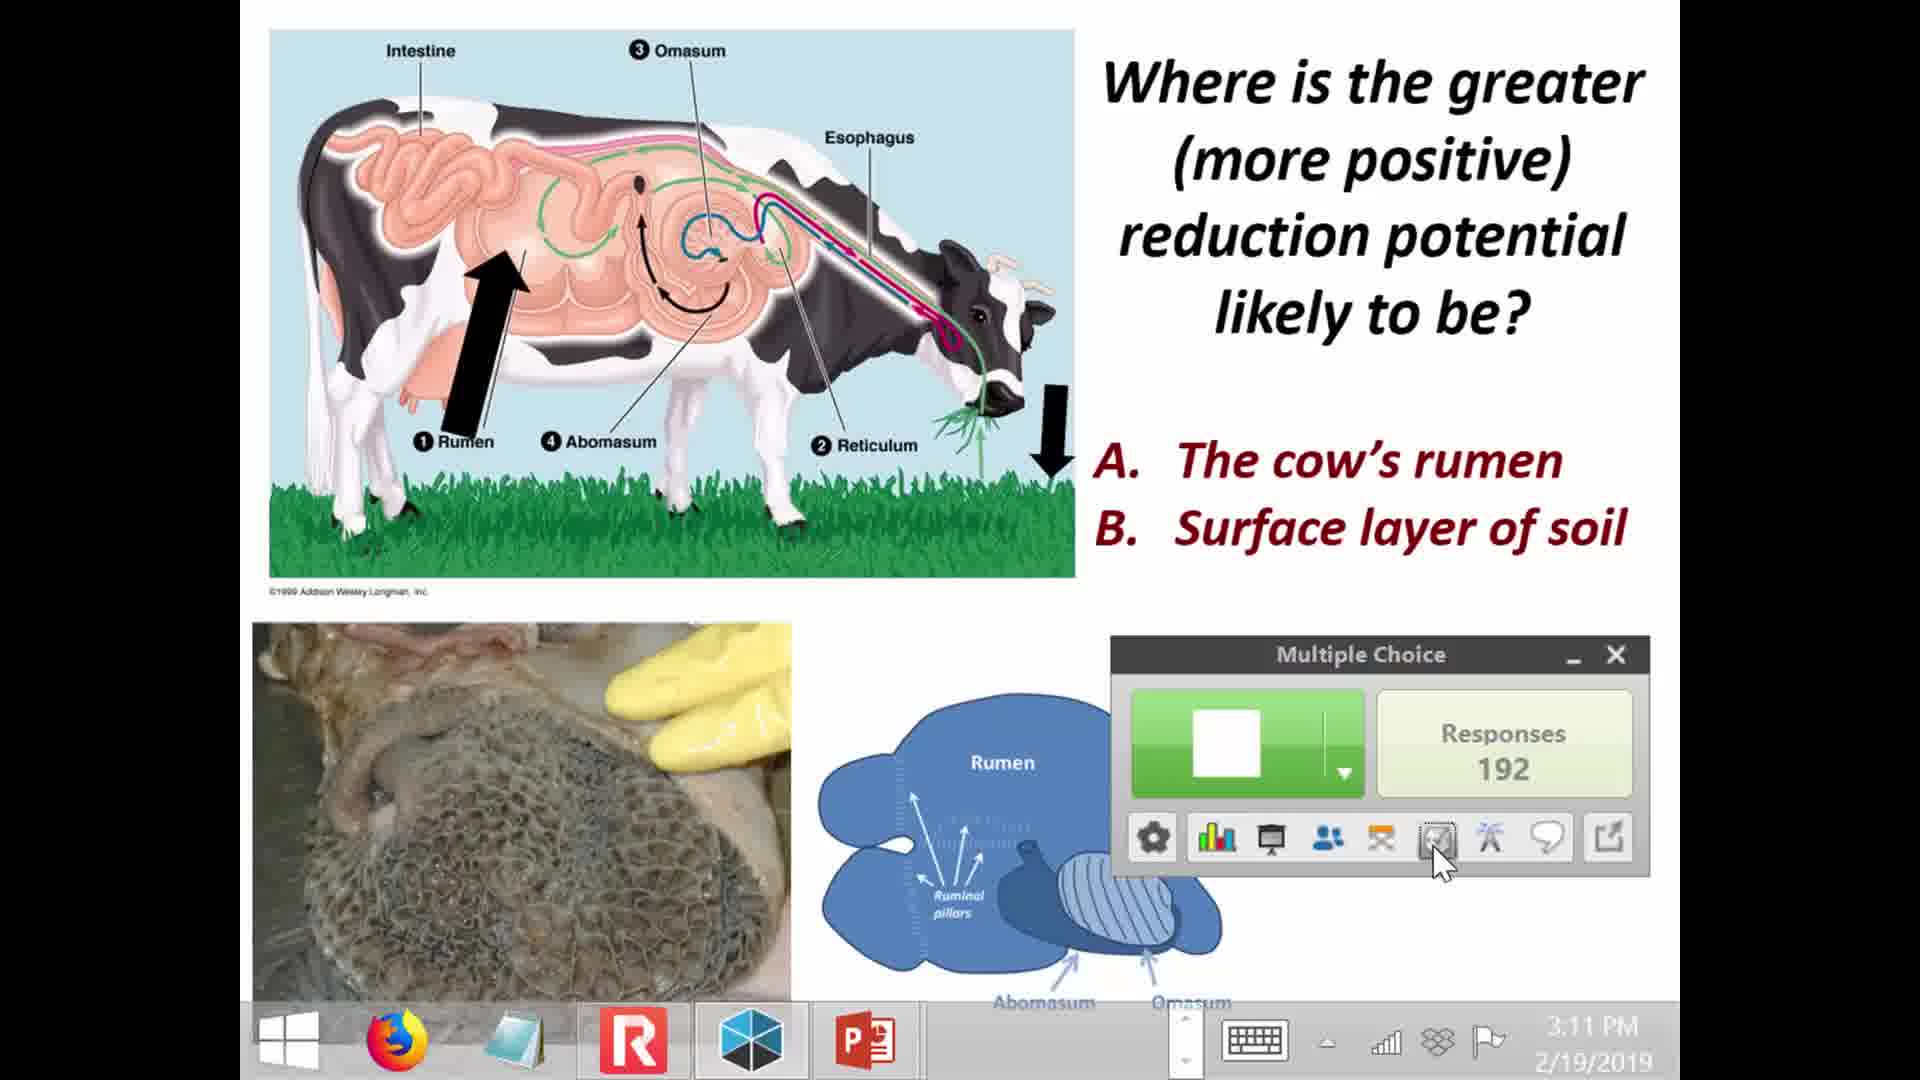 Intestine
3 Omasum
Esophagus
1 Rumen
4 Abomasum
2 Reticulum
©1999 Addison Wesley Longman, Inc.
Where is the greater
(more positive)
reduction potential
likely to be?
A. The cow's rumen
B. Surface layer of soil
Rumen
Ruminal
pillars
Abomasum
Omasum
Multiple Choice
Responses
192
3:11 PM
2/19/2019